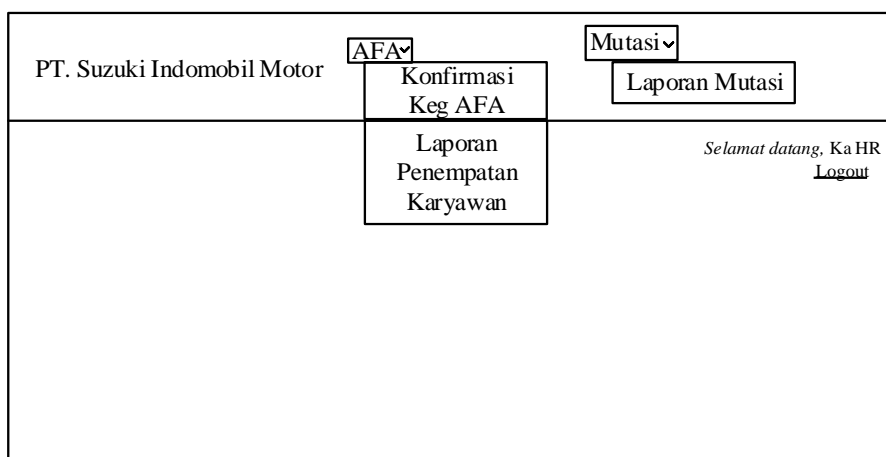 PT. Suzuki Indomobil Motor
AFA
Konfirmasi
Keg AFA
Laporan
Penempatan
Karyawan
Mutasi
Laporan Mutasi
Selamat datang, Ka HR
Logout